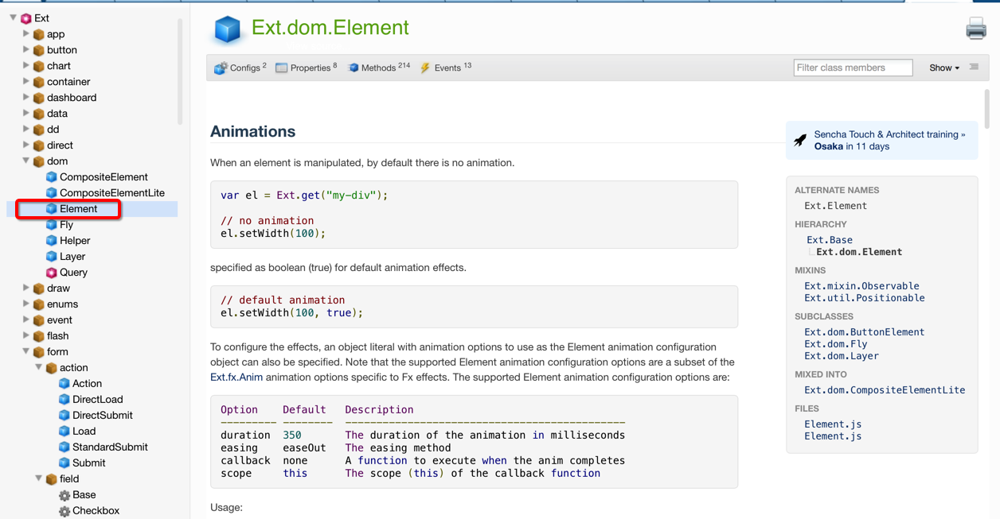 Ext
app
button
chart
container
dashboard
data
dd
direct
dom
CompositeElement
CompositeElementLite
Element
Fly
Helper
Layer
Query
draw
enums
event
flash
form
action
Action
DirectLoad
DirectSubmit
Load
StandardSubmit
Submit
field
Base
Checkbox
Ext.dom.Element
Configs 2 Properties 8 Methods 214 Events 13
Filter class members
Show
Animations
When an element is manipulated, by default there is no animation.
var el = Ext.get("my-div");
// no animation
el.setWidth(100);
specified as boolean (true) for default animation effects.
// default animation
el.setWidth(100, true);
To configure the effects, an object literal with animation options to use as the Element animation configuration
object can also be specified. Note that the supported Element animation configuration options are a subset of the
Ext.fx.Anim animation options specific to Fx effects. The supported Element animation configuration options are:
Option Default Description
--------- -------- ---------------------------------------------
duration 350 The duration of the animation in milliseconds
easing easeOut The easing method
callback none A function to execute when the anim completes
scope this The scope (this) of the callback function
Usage:
Sencha Touch & Architect training »
Osaka in 11 days
ALTERNATE NAMES
Ext.Element
HIERARCHY
Ext.Base
Ext.dom.Element
MIXINS
Ext.mixin.Observable
Ext.util.Positionable
SUBCLASSES
Ext.dom.ButtonElement
Ext.dom.Fly
Ext.dom.Layer
MIXED INTO
Ext.dom.CompositeElementLite
FILES
Element.js
Element.js